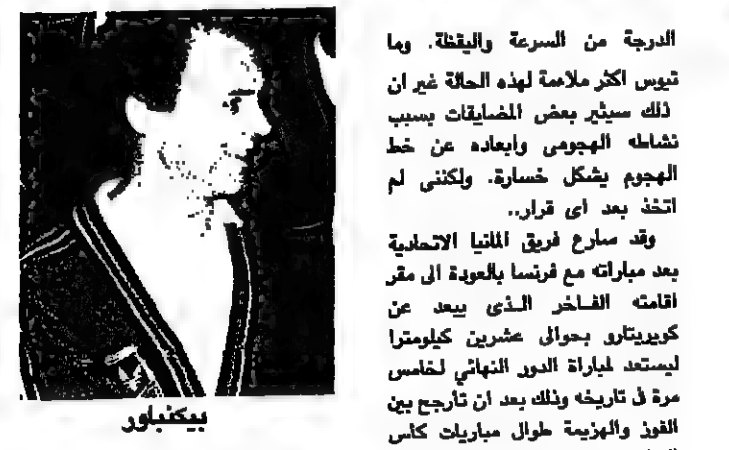 الدرجة من السرعة واليقظة. وما
تيوس اكثر ملاءمة لهذه الحالة غير ان
ذلك سيثير بعض المضايقات بسبب
نشاطه الهجومى وابعاده عن خط
الهجوم يشكل خسارة. ولكننى لم
اتخذ بعد اى قرار..
وقد سارع فريق المانيا الاتحادية
بعد مباراته مع فرنسا بالعودة الى مقر
اقامته الفاخر الذى يبعد عن
كويريتارو بحوالى عشرين كيلومترا
ليستعد لمباراة الدور النهائي لخامس
مرة فى تاريخه وذلك بعد ان تأرجح بين
الفوز والهزيمة طوال مباريات كأس
بيكنباور